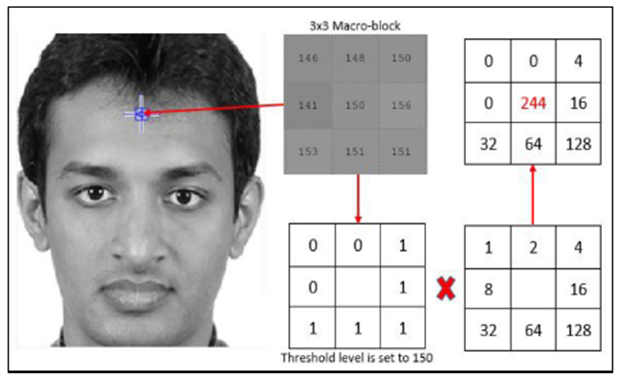 3x3 Macro-block
146 148 150
141 150 156
153 151 151
0 0 4
0 244 16
32 64 128
0 0 1
0 1
1 1 1
1 2 4
8 16
32 64 128
Threshold level is set to 150